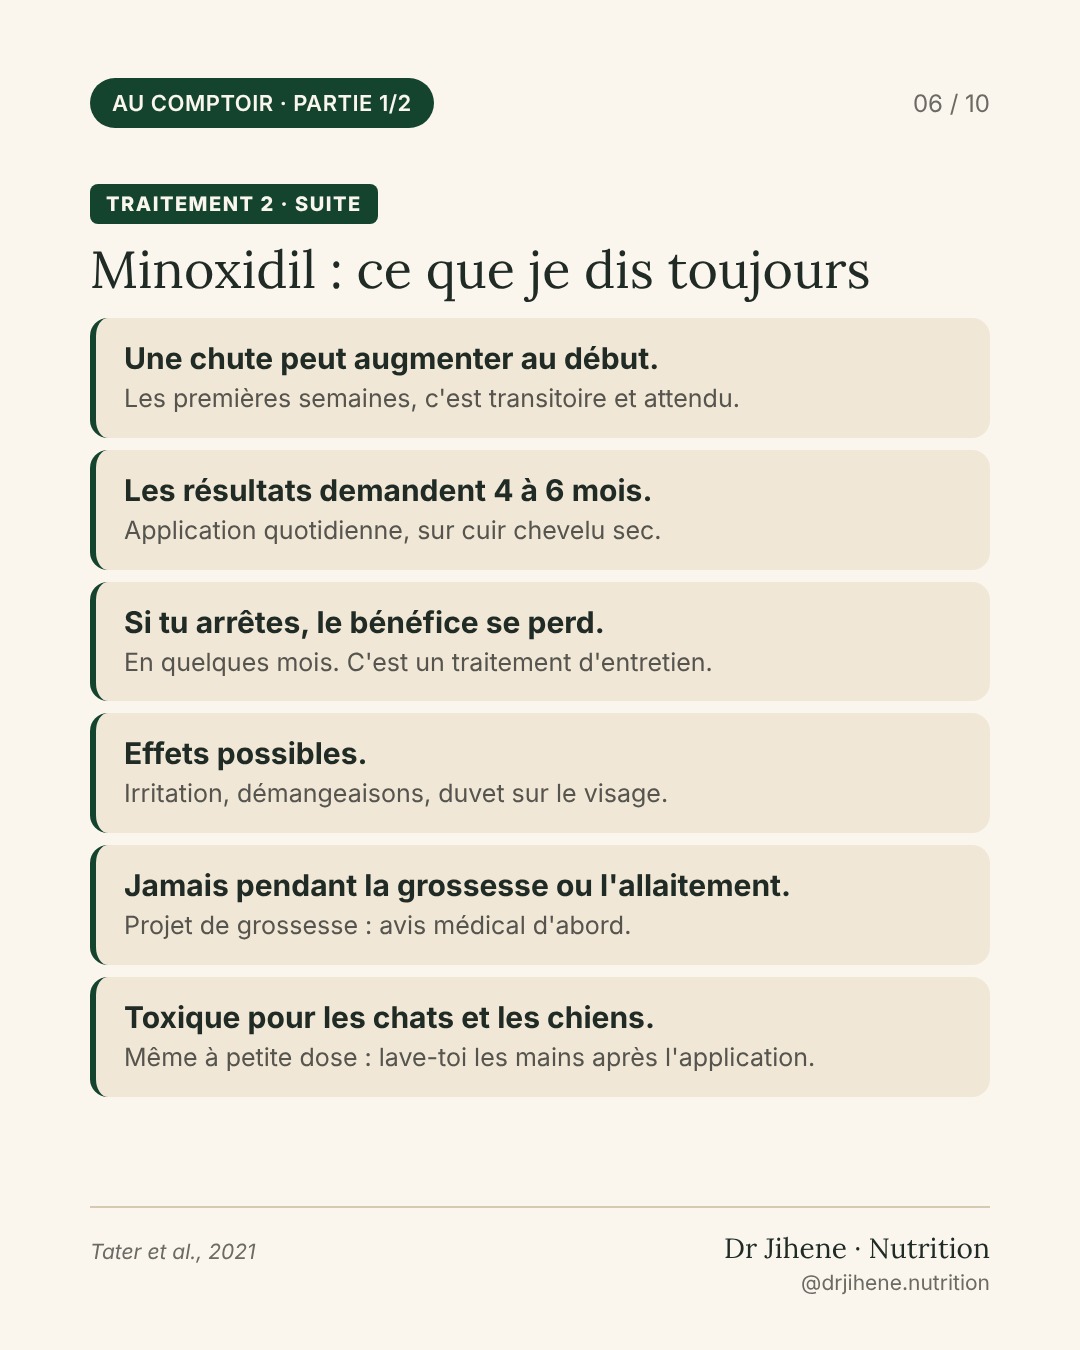 AU COMPTOIR · PARTIE 1/2
06 / 10
TRAITEMENT 2 · SUITE
Minoxidil : ce que je dis toujours
Une chute peut augmenter au début.
Les premières semaines, c'est transitoire et attendu.
Les résultats demandent 4 à 6 mois.
Application quotidienne, sur cuir chevelu sec.
Si tu arrêtes, le bénéfice se perd.
En quelques mois. C'est un traitement d'entretien.
Effets possibles.
Irritation, démangeaisons, duvet sur le visage.
Jamais pendant la grossesse ou l'allaitement.
Projet de grossesse : avis médical d'abord.
Toxique pour les chats et les chiens.
Même à petite dose : lave-toi les mains après l'application.
Tater et al., 2021
Dr Jihene · Nutrition
@drjihene.nutrition